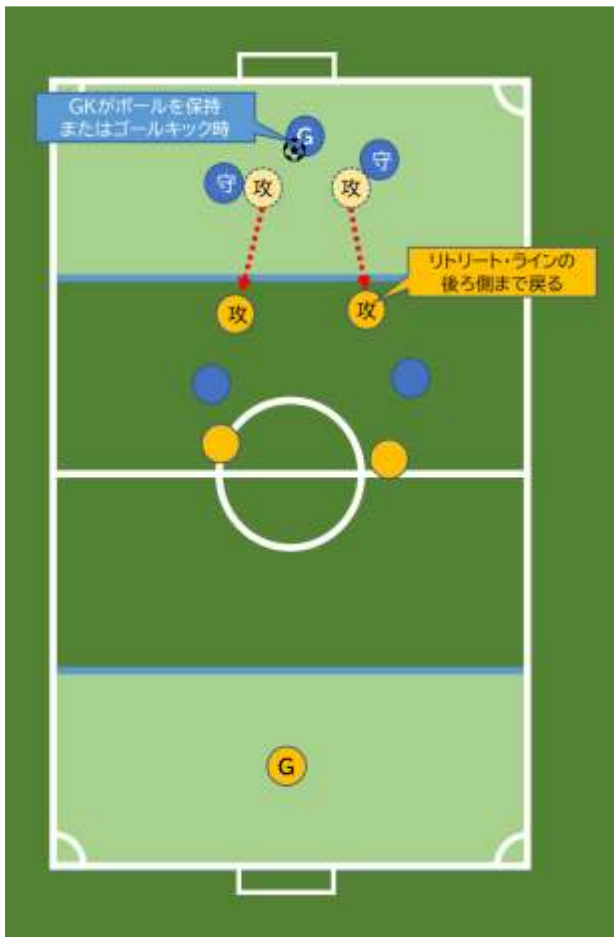 GKがボールを保持
またはゴールキック時
G
守
守
攻
攻
リトリート・ラインの
後ろ側まで戻る
攻
攻
G